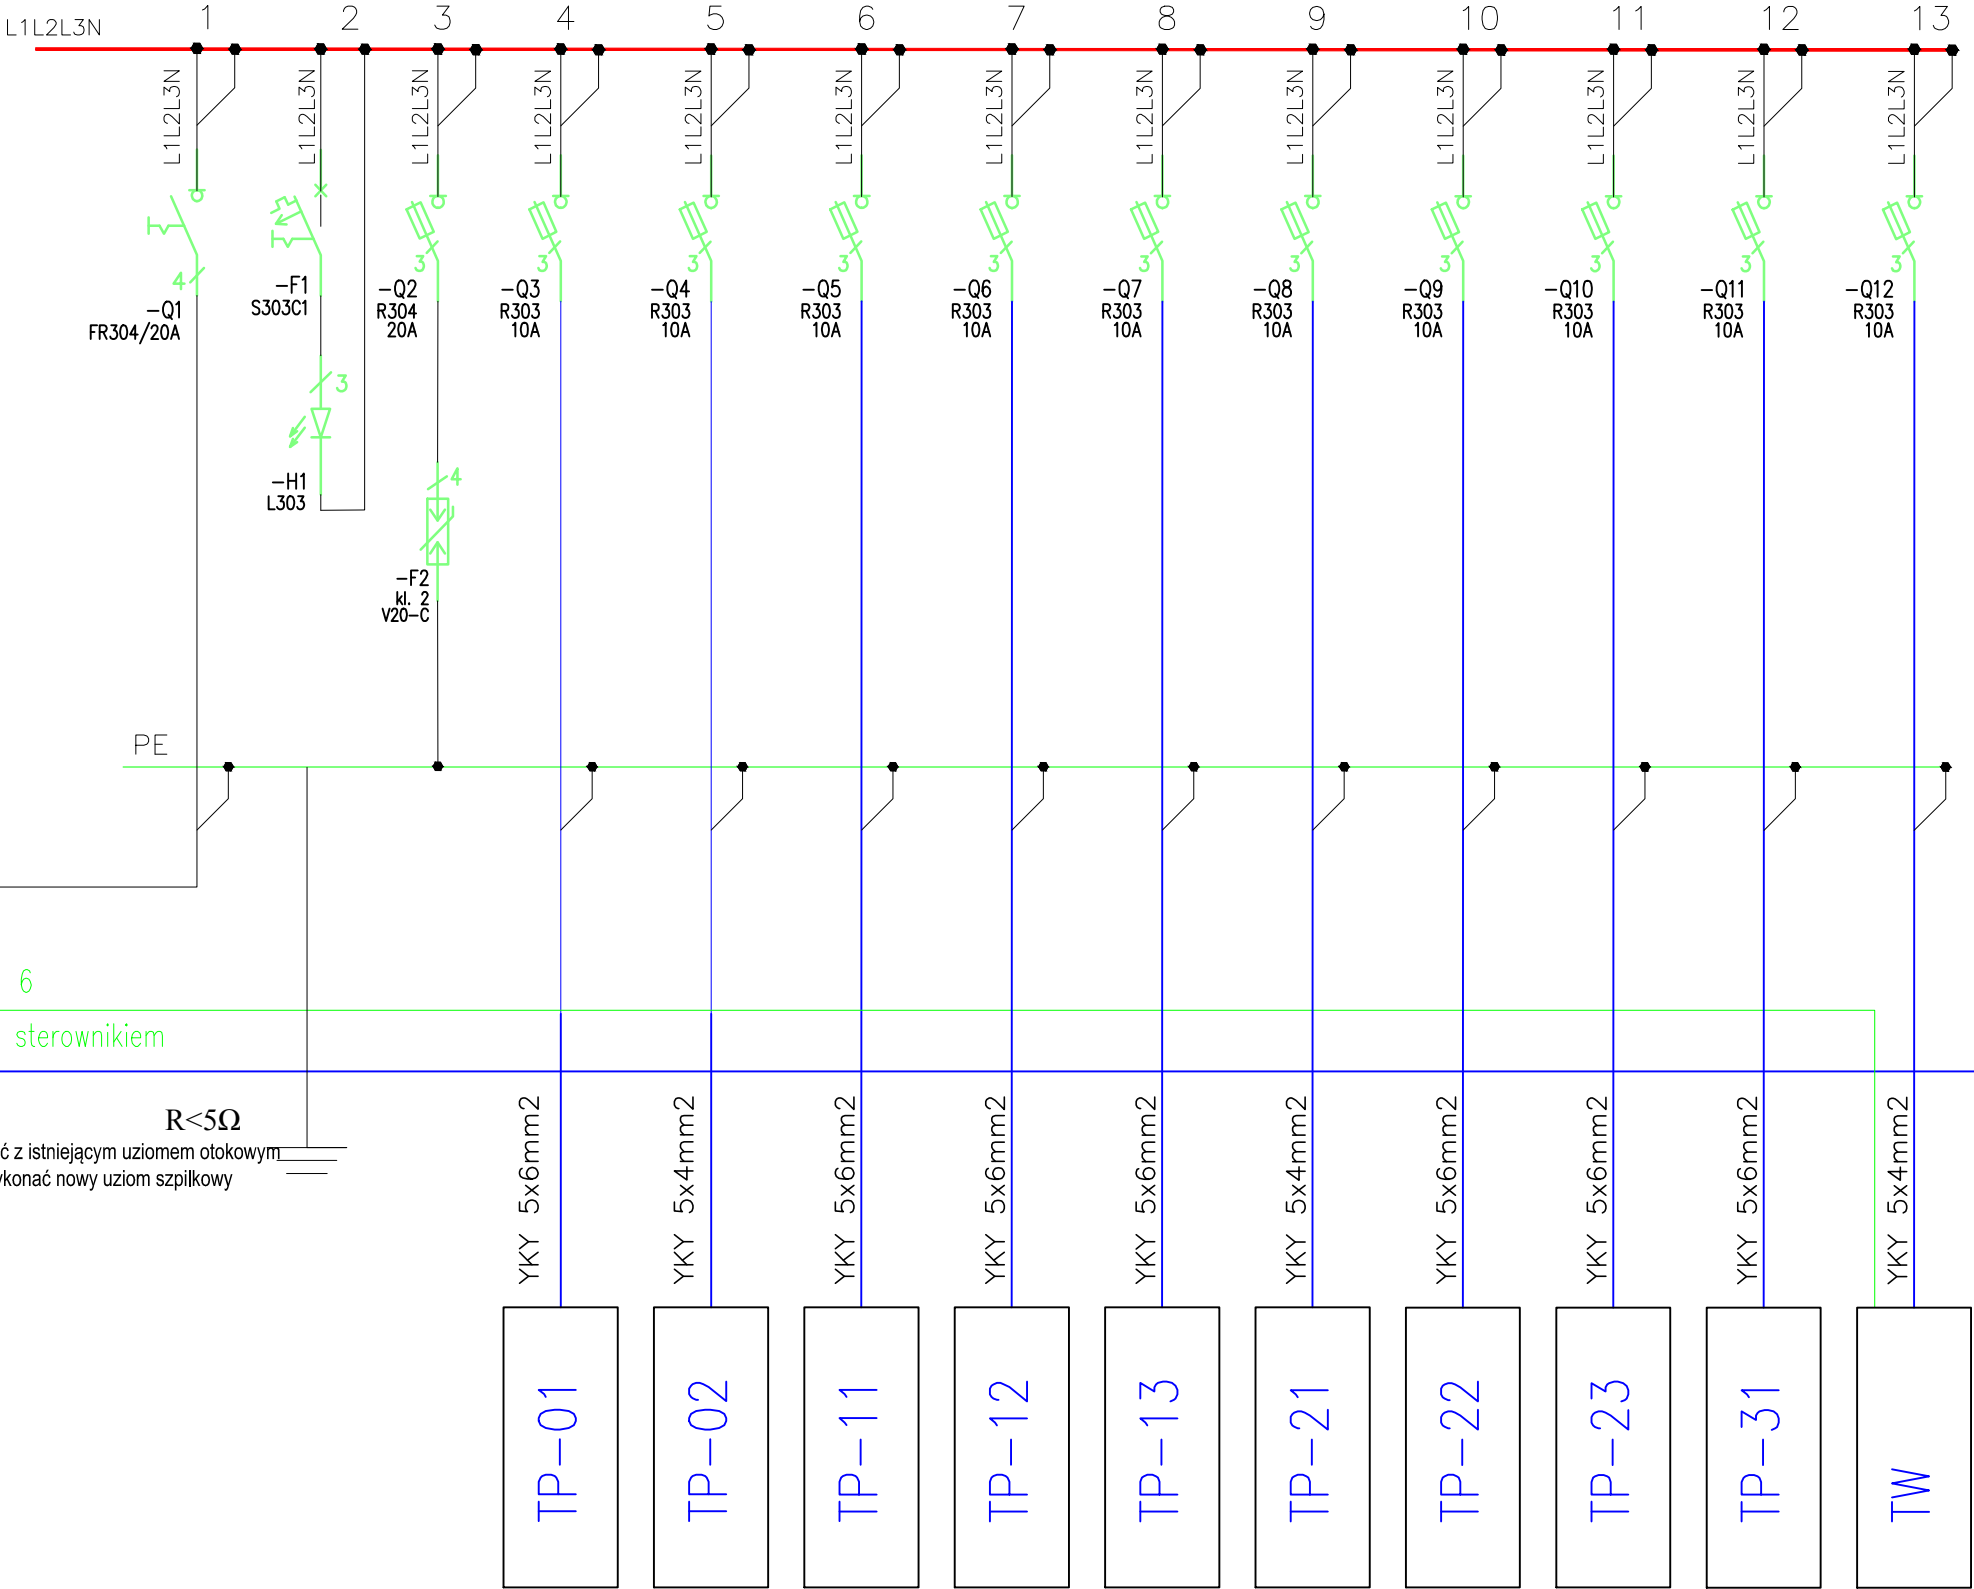 L1L2L3N
1 2 3 4 5 6 7 8 9 10 11 12 13
L1L2L3N L1L2L3N L1L2L3N L1L2L3N L1L2L3N L1L2L3N L1L2L3N L1L2L3N L1L2L3N L1L2L3N L1L2L3N L1L2L3N L1L2L3N
4
-Q1
FR304/20A
-F1
S303C1
3
-H1
L303
3
-Q2
R304
20A
4
-F2
kl. 2
V20-C
3
-Q3
R303
10A
3
-Q4
R303
10A
3
-Q5
R303
10A
3
-Q6
R303
10A
3
-Q7
R303
10A
3
-Q8
R303
10A
3
-Q9
R303
10A
3
-Q10
R303
10A
3
-Q11
R303
10A
3
-Q12
R303
10A
PE
6
sterownikiem
R<5Ω
ć z istniejącym uziomem otokowym
ykonać nowy uziom szpilkowy
YKY 5x6mm2
YKY 5x4mm2
YKY 5x6mm2
YKY 5x6mm2
YKY 5x6mm2
YKY 5x4mm2
YKY 5x6mm2
YKY 5x6mm2
YKY 5x6mm2
YKY 5x4mm2
TP-01
TP-02
TP-11
TP-12
TP-13
TP-21
TP-22
TP-23
TP-31
TW